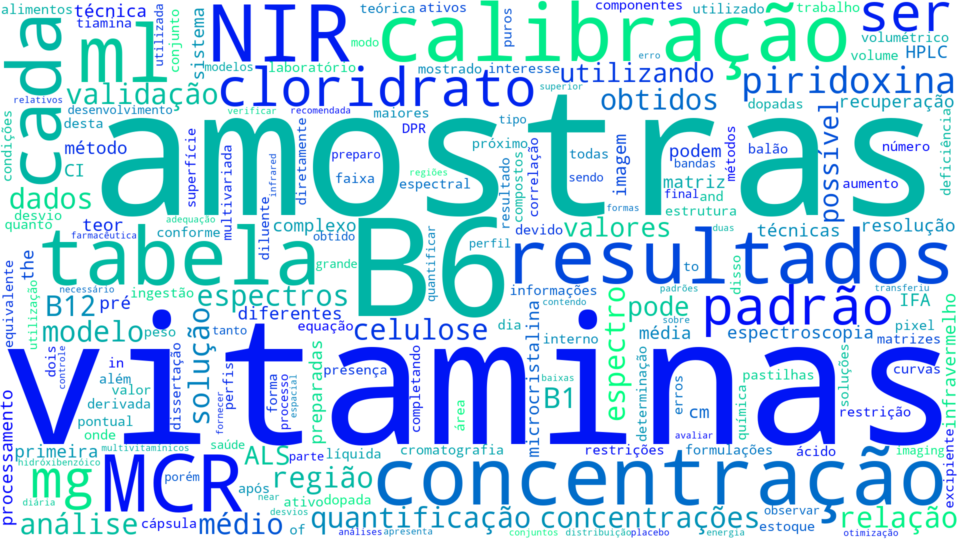 alimentos
técnica
tiamina
utilizada
conjunto
sistema
NIR
teórica
ativos
modo
calibração
puros
componentes
utilizado
trabalho
ser
volumétrico
volume
HPLC
cada
ml
modelos
laboratório
mostrado
interesse
erro
superior
utilizando
piridoxina
relativos
validação
cloridrato
obtidos
dopadas
recuperação
desenvolvimento
verificar
recomendada
maiores
DPR
tipo
condições
desta
método
CI
amostras
superfície
multivariada
infrared
diretamente
preparo
faixa
espectral
regiões
próximo
resultado
compostos
correlação
todas
sendo
imagem
podem
bandas
matriz
and
estrutura
métodos
balão
final
possível
número
aumento
deficiência
dados
desvio
quanto
teor
farmacêutica
adequação
conforme
diluente
complexo
obtido
perfil
quantificar
devido
valores
formas
técnicas
duas
resolução
tabela
B6
resultados
the
equivalente
utilização
necessário
B12
pré
ingestão
espectros
grande
informações
contendo
to
padrões
sobre
disso
transferiu
IFA
infravermelho
padrão
pode
modelo
peso
tanto
diferentes
equação
celulose
dia
interno
microcristalina
espectro
média
espectroscopia
pixel
matrizes
dois
controle
in
além
valor
derivada
pontual
onde
dissertação
solução
fornecer
perfis
forma
processo
espacial
preparadas
presença
completando
área
baixas
B1
determinação
erros
cm
química
pastilhas
soluções
curvas
restrição
vitaminas
processamento
primeira
multivitamínicos
hidroxibenzóico
saúde
ALS
parte
líquida
cromatografia
restrições
avaliar
formulações
ácido
imaging
excipiente
mg
diária
MCR
porém
após
near
região
ativo
dopada
concentração
observar
estoque
análise
cápsula
médio
desvios
of
quantificação
concentrações
relação
análises
apresenta
conjuntos
distribuição
placebo
energia
otimização